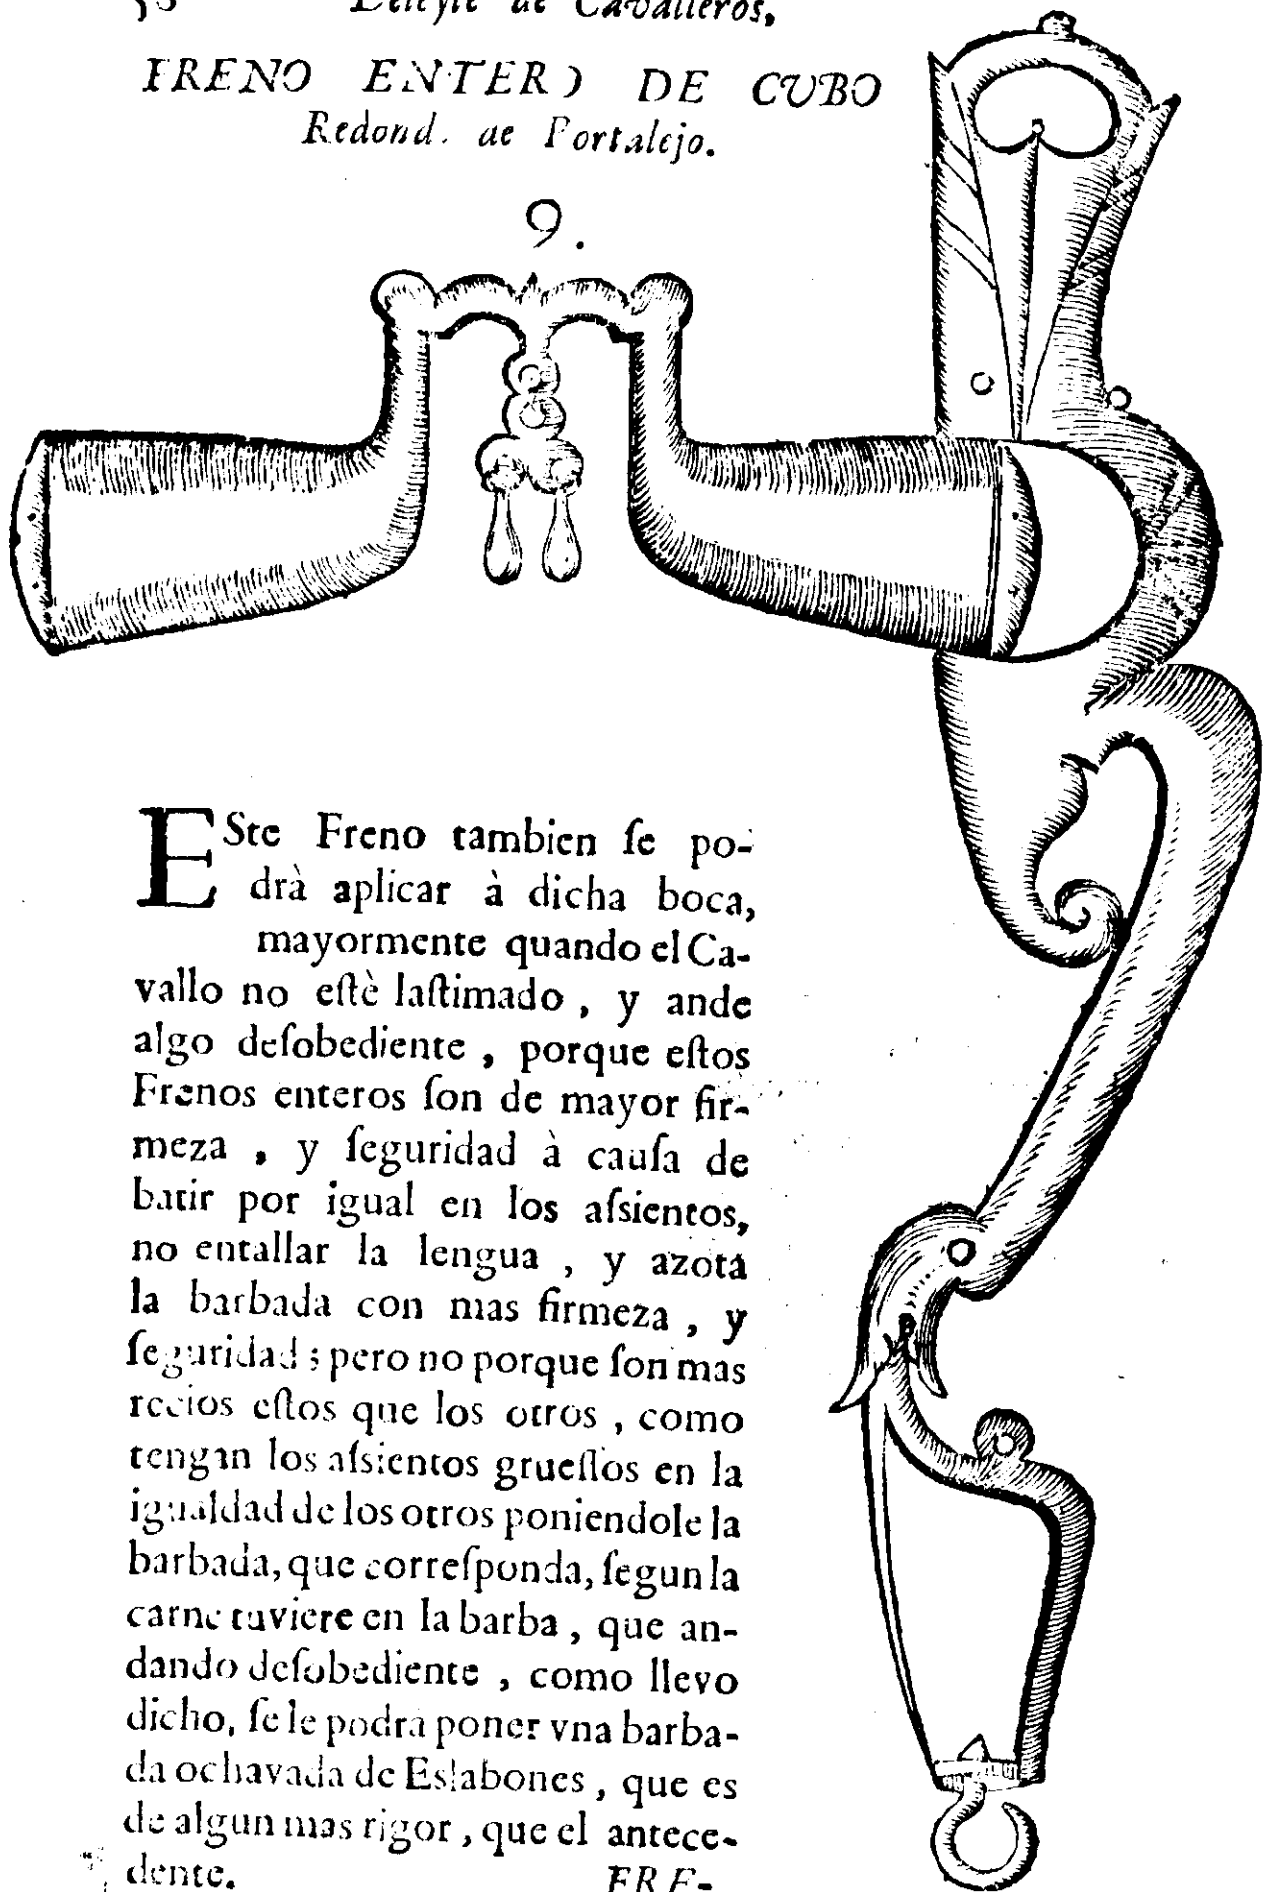 de Cavalleros,
FRENO ENTERO DE CUBO
Redond. de Portalejo.
9.
ESte Freno tambien ſe po-
drà aplicar à dicha boca,
mayormente quando el Ca-
vallo no eſtè laſtimado, y ande
algo deſobediente, porque eſtos
Frenos enteros ſon de mayor fir-
meza, y ſeguridad à cauſa de
batir por igual en los aſsientos,
no entallar la lengua, y azota
la barbada con mas firmeza, y
ſeguridad; pero no porque ſon mas
recios eſtos que los otros, como
tengan los aſsientos grueſſos en la
igualdad de los otros poniendole la
barbada, que correſponda, ſegun la
carne tuviere en la barba, que an-
dando deſobediente, como llevo
dicho, ſe le podrà poner vna barba-
da ochavada de Eslabones, que es
de algun mas rigor, que el antece-
dente.
FRE-